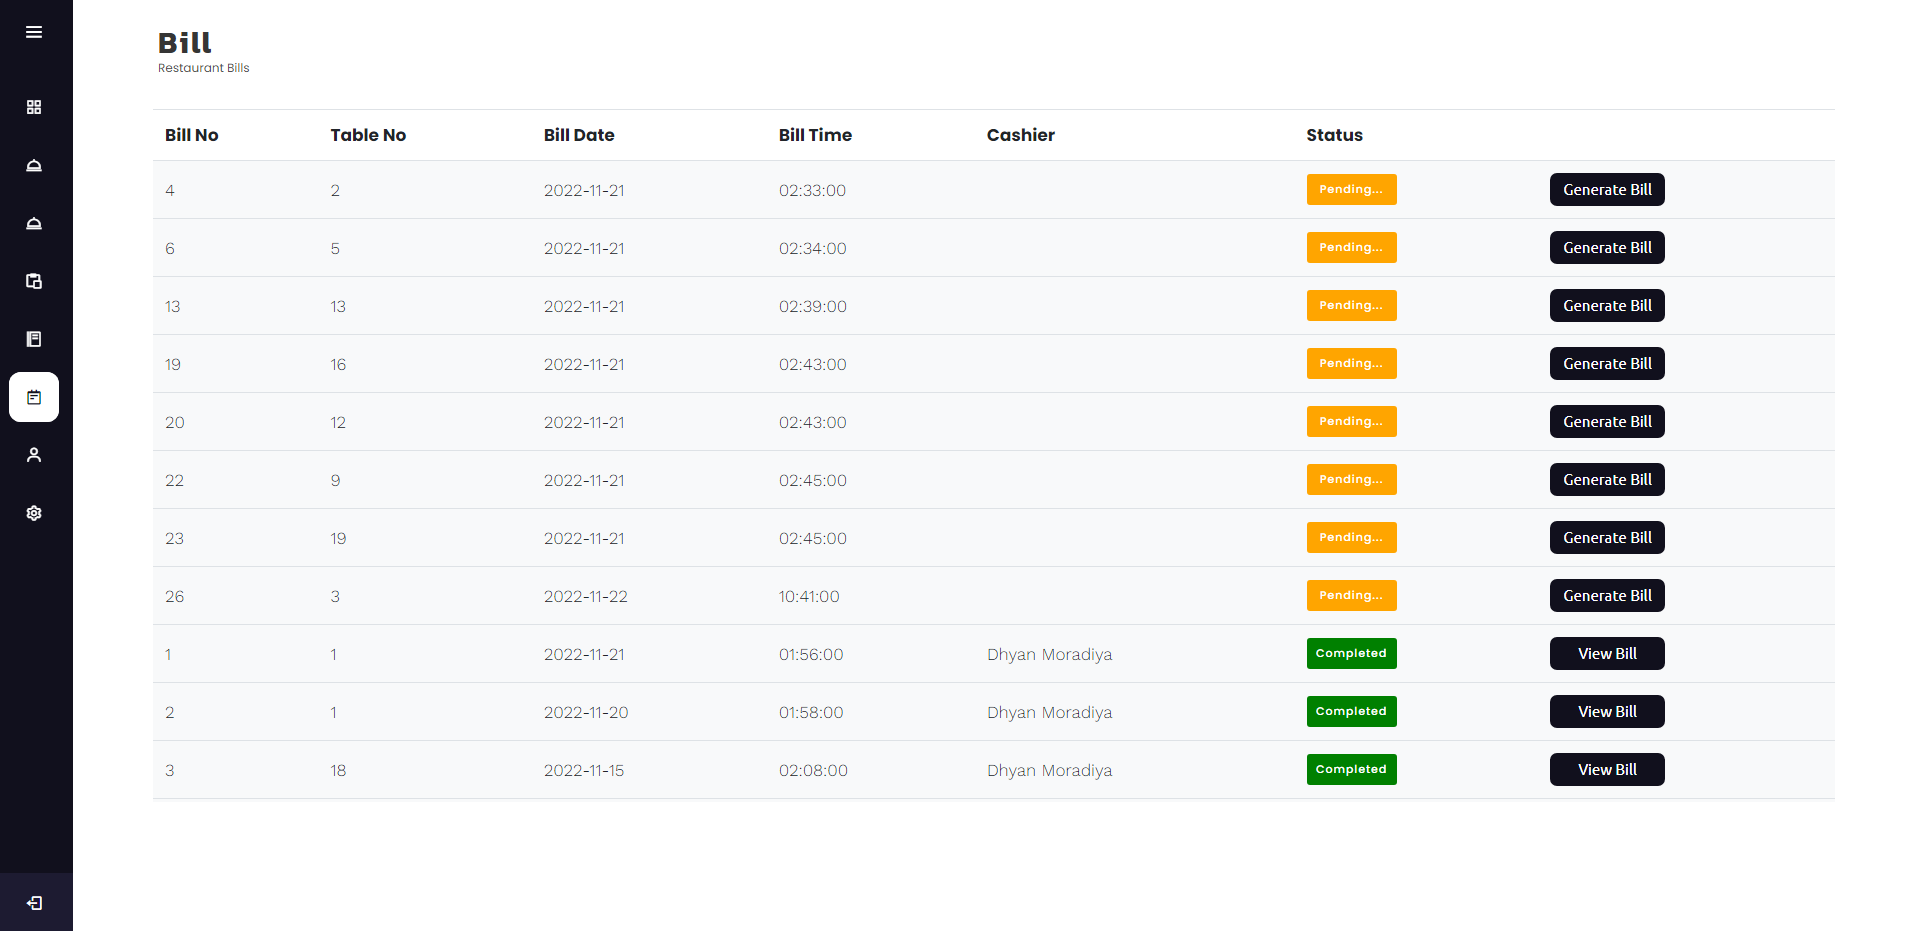 Bill
Restaurant Bills
Bill No Table No Bill Date Bill Time Cashier Status
4 2 2022-11-21 02:33:00 Pending... Generate Bill
6 5 2022-11-21 02:34:00 Pending... Generate Bill
13 13 2022-11-21 02:39:00 Pending... Generate Bill
19 16 2022-11-21 02:43:00 Pending... Generate Bill
20 12 2022-11-21 02:43:00 Pending... Generate Bill
22 9 2022-11-21 02:45:00 Pending... Generate Bill
23 19 2022-11-21 02:45:00 Pending... Generate Bill
26 3 2022-11-22 10:41:00 Pending... Generate Bill
1 1 2022-11-21 01:56:00 Dhyan Moradiya Completed View Bill
2 1 2022-11-20 01:58:00 Dhyan Moradiya Completed View Bill
3 18 2022-11-15 02:08:00 Dhyan Moradiya Completed View Bill